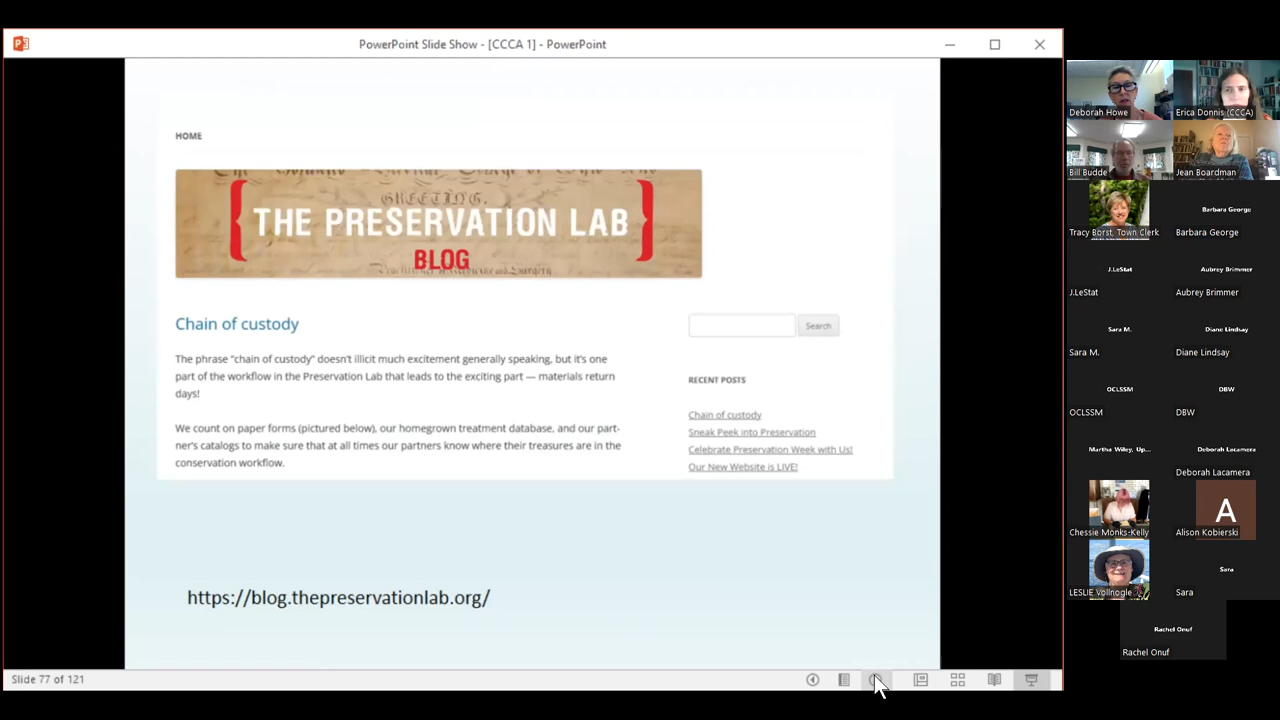 PowerPoint Slide Show - [CCCA 1] - PowerPoint
HOME
GREETING.
{ THE PRESERVATION LAB }
BLOG
Practitioner of Medicine and Surgery
Chain of custody
Search
The phrase “chain of custody” doesn’t illicit much excitement generally speaking, but it’s one
part of the workflow in the Preservation Lab that leads to the exciting part — materials return
days!
We count on paper forms (pictured below), our homegrown treatment database, and our part-
ner’s catalogs to make sure that at all times our partners know where their treasures are in the
conservation workflow.
RECENT POSTS
Chain of custody
Sneak Peek into Preservation
Celebrate Preservation Week with Us!
Our New Website is LIVE!
https://blog.thepreservationlab.org/
Slide 77 of 121
Deborah Howe
Erica Donnis (CCCA)
Bill Budde
Jean Boardman
Tracy Borst, Town Clerk
Barbara George
Barbara George
J.LeStat
J.LeStat
Aubrey Brimmer
Aubrey Brimmer
Sara M.
Sara M.
Diane Lindsay
Diane Lindsay
OCLSSM
OCLSSM
DBW
DBW
Martha Wiley, Up...
Deborah Lacamera
Deborah Lacamera
Chessie Monks-Kelly
A
Alison Kobierski
LESLIE Vollnogle
Sara
Sara
Rachel Onuf
Rachel Onuf